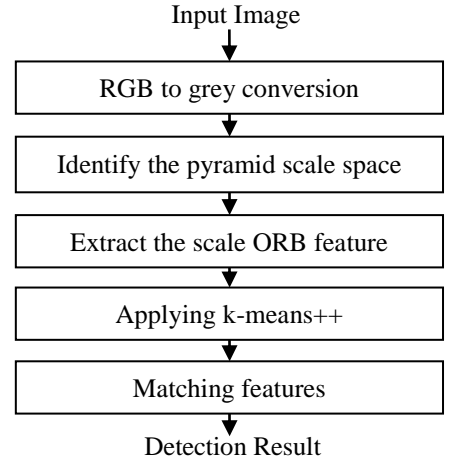 Input Image
RGB to grey conversion
Identify the pyramid scale space
Extract the scale ORB feature
Applying k-means++
Matching features
Detection Result